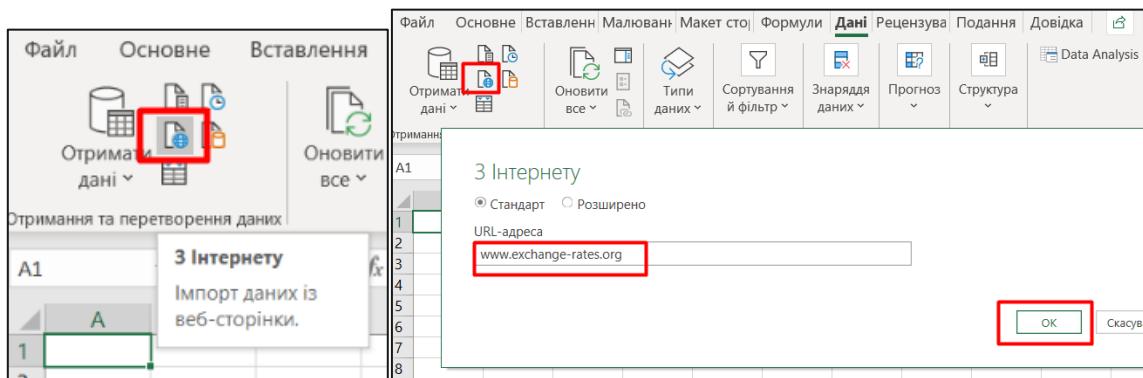 Файл Основне Вставлення
Отримати
дані
Оновити
все
Отримання та перетворення даних
A1
З Інтернету
Імпорт даних із
веб-сторінки.
fx
A
1
Файл Основне Вставленн Малюванн Макет сто Формули Дані Рецензува Подання Довідка
Отримати
дані
Оновити
все
Типи
даних
Сортування
й фільтр
Знаряддя
даних
Прогноз
Структура
Data Analysis
A1
З Інтернету
Стандарт Розширено
URL-адреса
www.exchange-rates.org
ОК Скасув
1
2
3
4
5
6
7
8